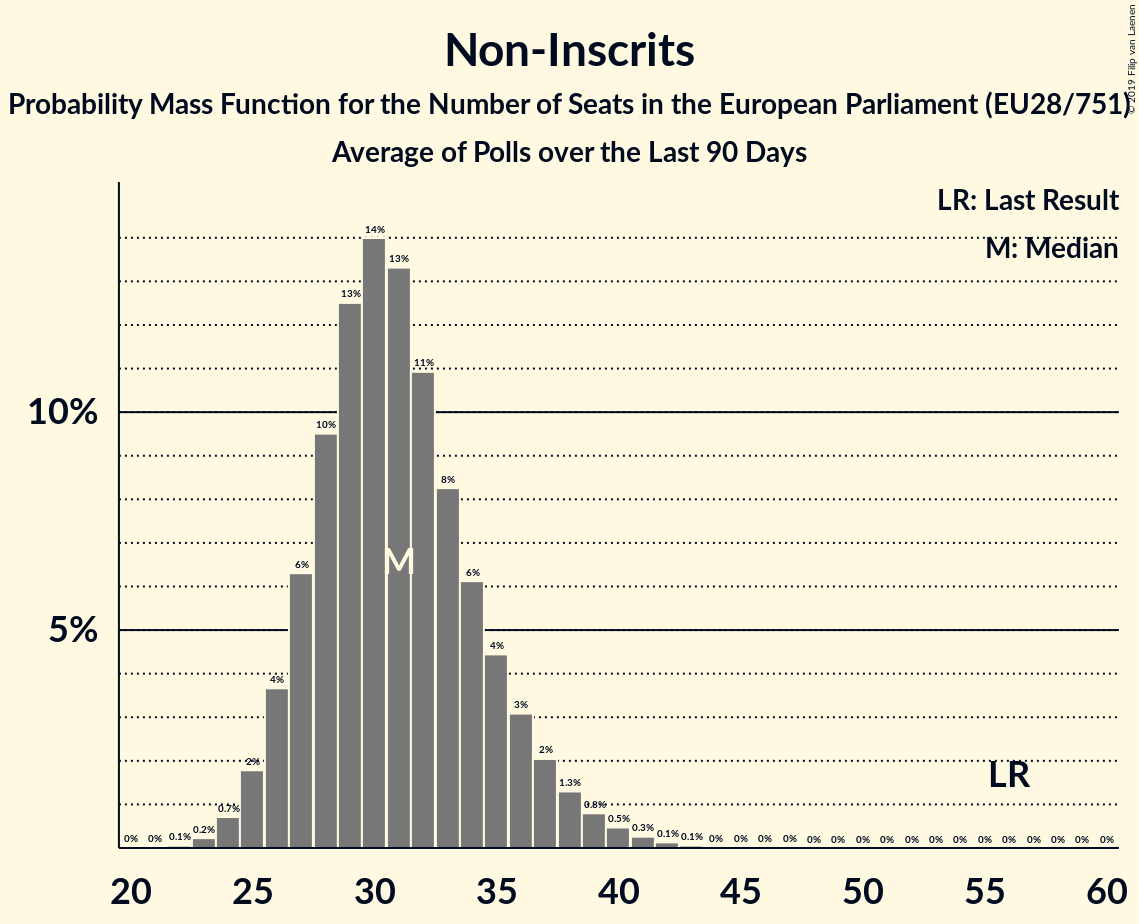 Non-Inscrits
Probability Mass Function for the Number of Seats in the European Parliament (EU28/751)
Average of Polls over the Last 90 Days
© 2019 Filip van Laenen
LR: Last Result
M: Median
14%
13%
13%
11%
10%
10%
8%
M
6%
6%
5%
4%
4%
3%
2%
2%
LR
1.3%
0.7%
0.8%
0.5%
0.2%
0.3%
0% 0% 0.1% 0.1% 0.1% 0% 0% 0% 0% 0% 0% 0% 0% 0% 0% 0% 0% 0% 0% 0% 0% 0%
20 25 30 35 40 45 50 55 60